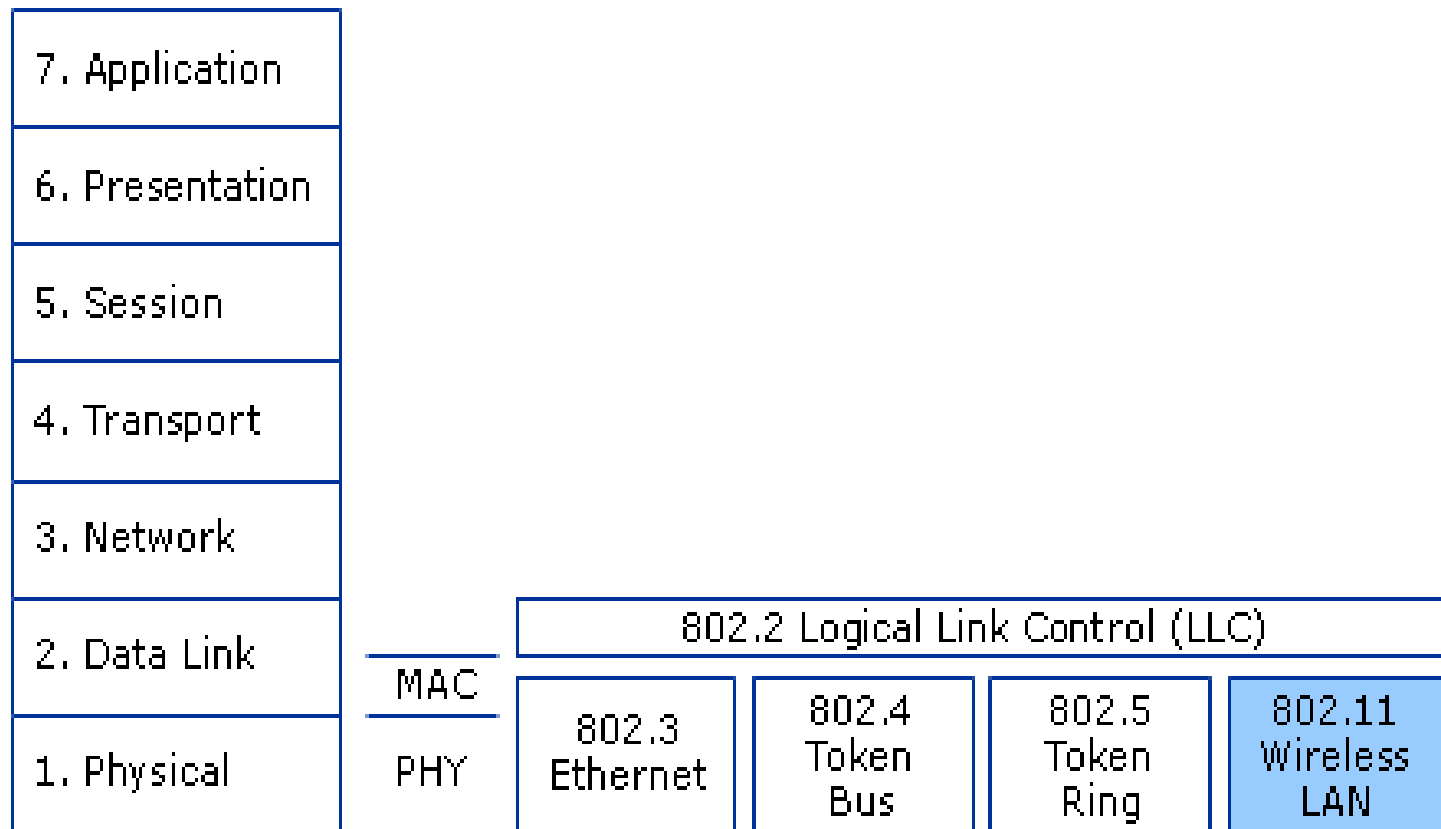 7. Application
6. Presentation
5. Session
4. Transport
3. Network
2. Data Link
1. Physical
MAC
PHY
802.2 Logical Link Control (LLC)
802.3
Ethernet
802.4
Token
Bus
802.5
Token
Ring
802.11
Wireless
LAN